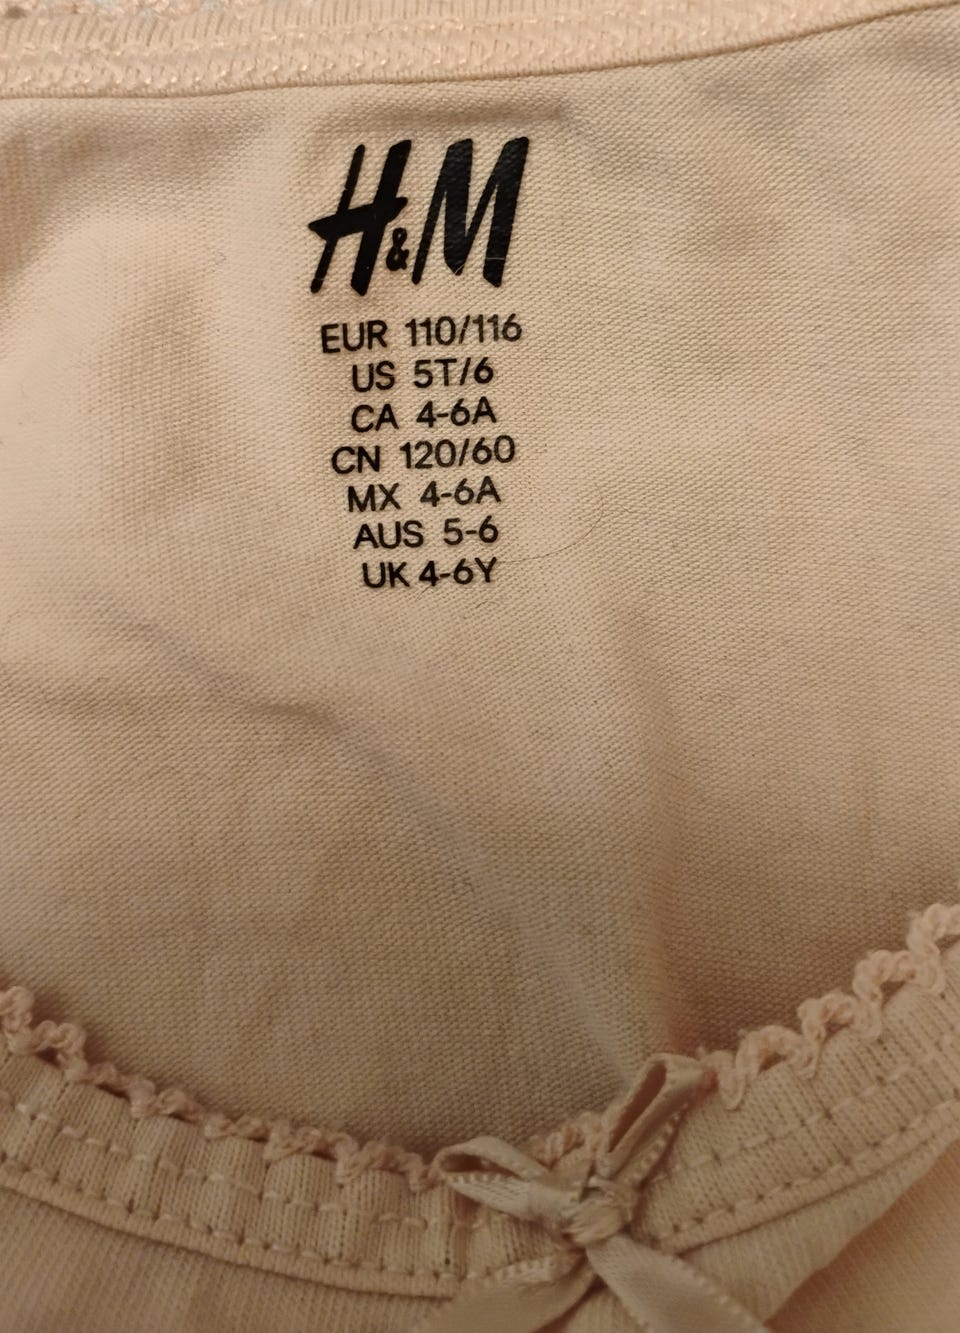 H&M
EUR 110/116
US 5T/6
CA 4-6A
CN 120/60
MX 4-6A
AUS 5-6
UK 4-6Y